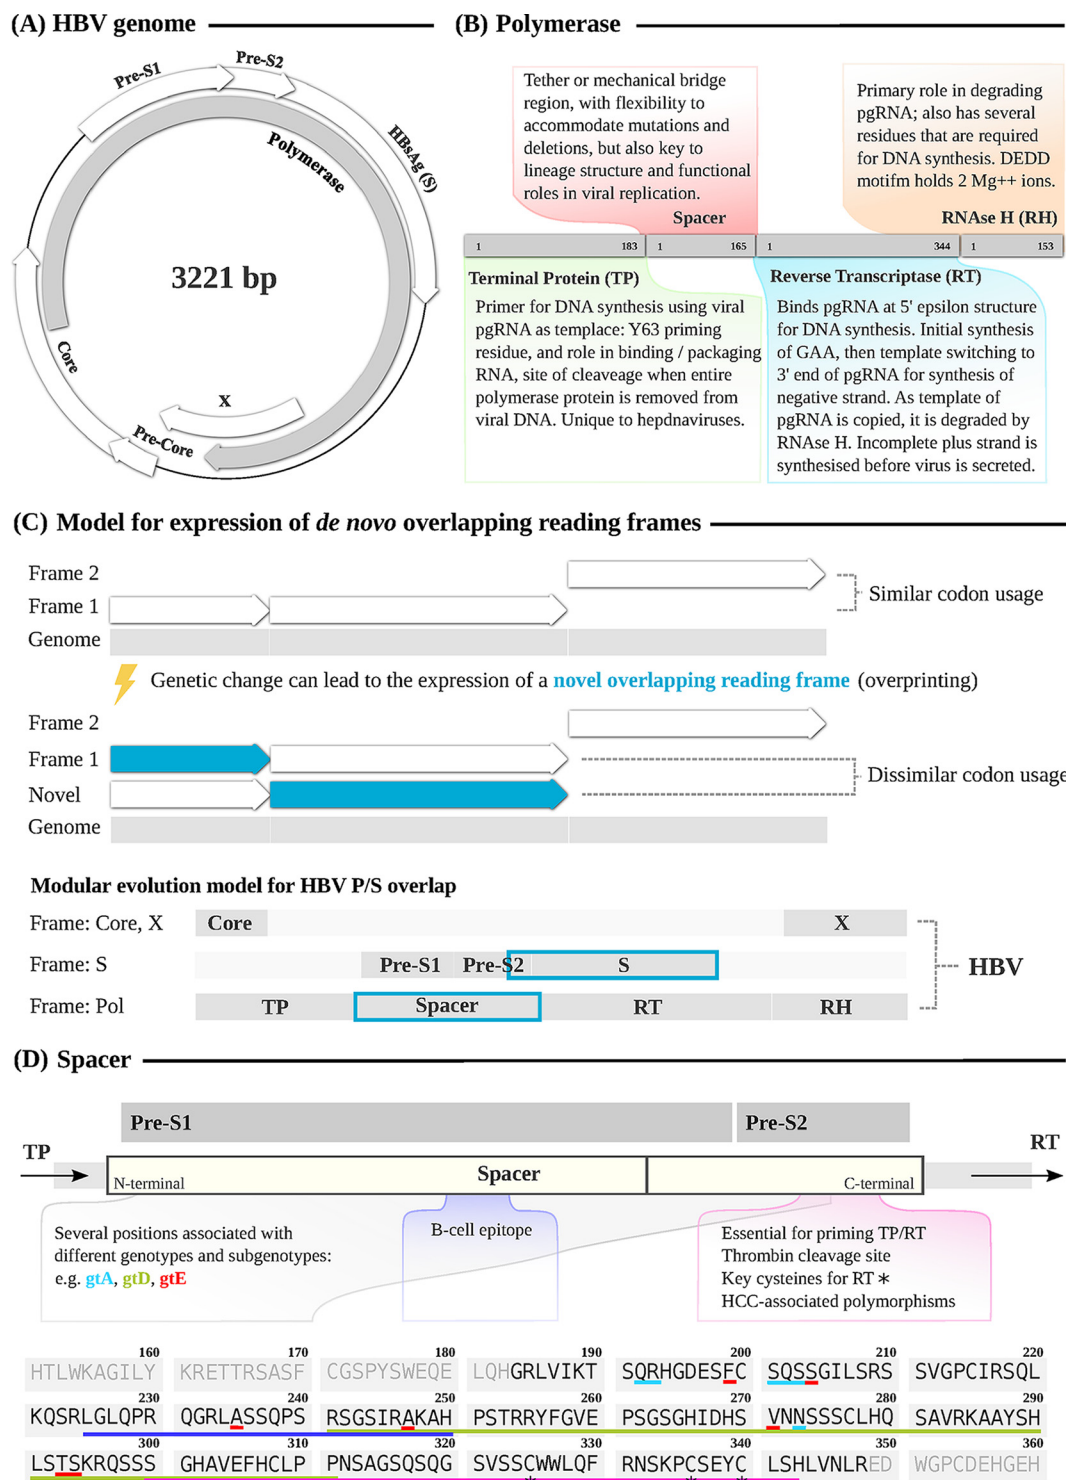 (A) HBV genome
(B) Polymerase
Pre-S1
Pre-S2
HBsAg (S)
Polymerase
3221 bp
Core
X
Pre-Core
Tether or mechanical bridge
region, with flexibility to
accommodate mutations and
deletions, but also key to
lineage structure and functional
roles in viral replication.
Spacer
Primary role in degrading
pgRNA; also has several
residues that are required
for DNA synthesis. DEDD
motifm holds 2 Mg++ ions.
RNAse H (RH)
1 183 1 165 1 344 1 153
Terminal Protein (TP)
Primer for DNA synthesis using viral
pgRNA as templace: Y63 priming
residue, and role in binding / packaging
RNA, site of cleaveage when entire
polymerase protein is removed from
viral DNA. Unique to hepdnaviruses.
Reverse Transcriptase (RT)
Binds pgRNA at 5' epsilon structure
for DNA synthesis. Initial synthesis
of GAA, then template switching to
3' end of pgRNA for synthesis of
negative strand. As template of
pgRNA is copied, it is degraded by
RNAse H. Incomplete plus strand is
synthesised before virus is secreted.
(C) Model for expression of de novo overlapping reading frames
Frame 2
Frame 1
Genome
Similar codon usage
Genetic change can lead to the expression of a novel overlapping reading frame (overprinting)
Frame 2
Frame 1
Novel
Genome
Dissimilar codon usage
Modular evolution model for HBV P/S overlap
Frame: Core, X Core X
Frame: S Pre-S1 Pre-S2 S
Frame: Pol TP Spacer RT RH
HBV
(D) Spacer
Pre-S1 Pre-S2
TP RT
N-terminal Spacer C-terminal
Several positions associated with
different genotypes and subgenotypes:
e.g. gtA, gtD, gtE
B-cell epitope
Essential for priming TP/RT
Thrombin cleavage site
Key cysteines for RT *
HCC-associated polymorphisms
160 170 180 190 200 210 220
HTLWKAGILY KRETTRSASF CGSPYSWEQE LQHGRLVIKT SQRHGDESFC SQSSGILSRS SVGPCIRSQL
230 240 250 260 270 280 290
KQSRLGLQPR QGRLASSQPS RSGSIRAKAH PSTRRYFGVE PSGSGHIDHS VNNSSSCLHQ SAVRKAAYSH
300 310 320 330 340 350 360
LSTSKRQSSS GHAVEFHCLP PNSAGSQSQG SVSSCWWLQF RNSKPCSEYC LSHLVNLRED WGPCDEHGEH